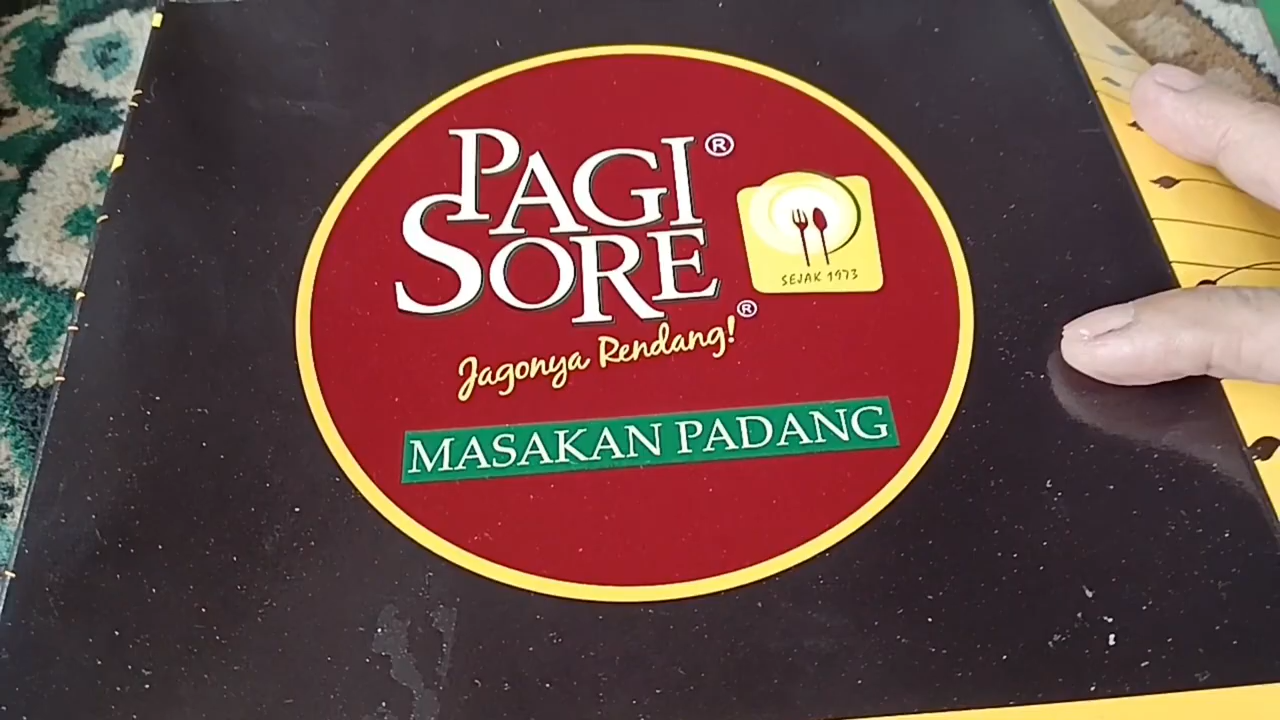 PAGI ®
SORE
SEJAK 1973
Jagonya Rendang! ®
MASAKAN PADANG